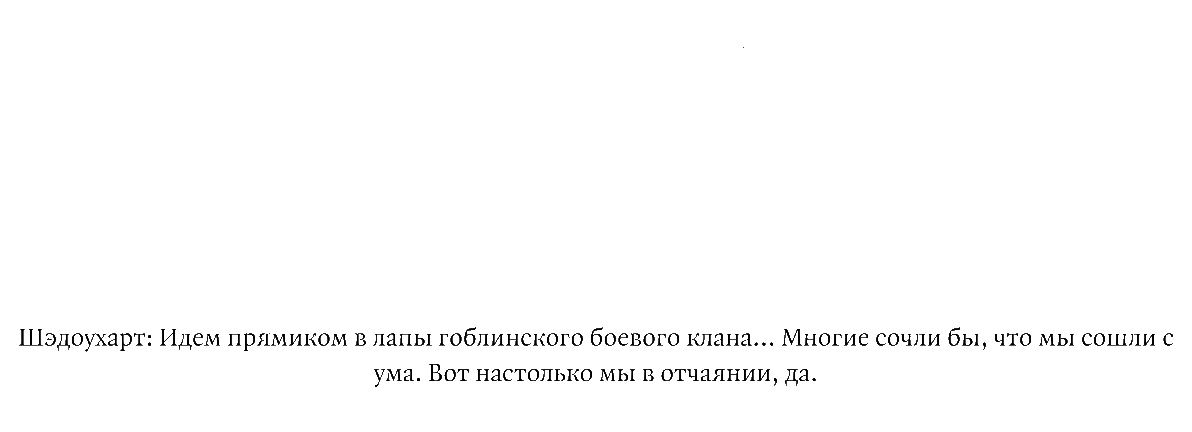 Шэдоухарт: Идем прямиком в лапы гоблинского боевого клана... Многие сочли бы, что мы сошли с
ума. Вот настолько мы в отчаянии, да.